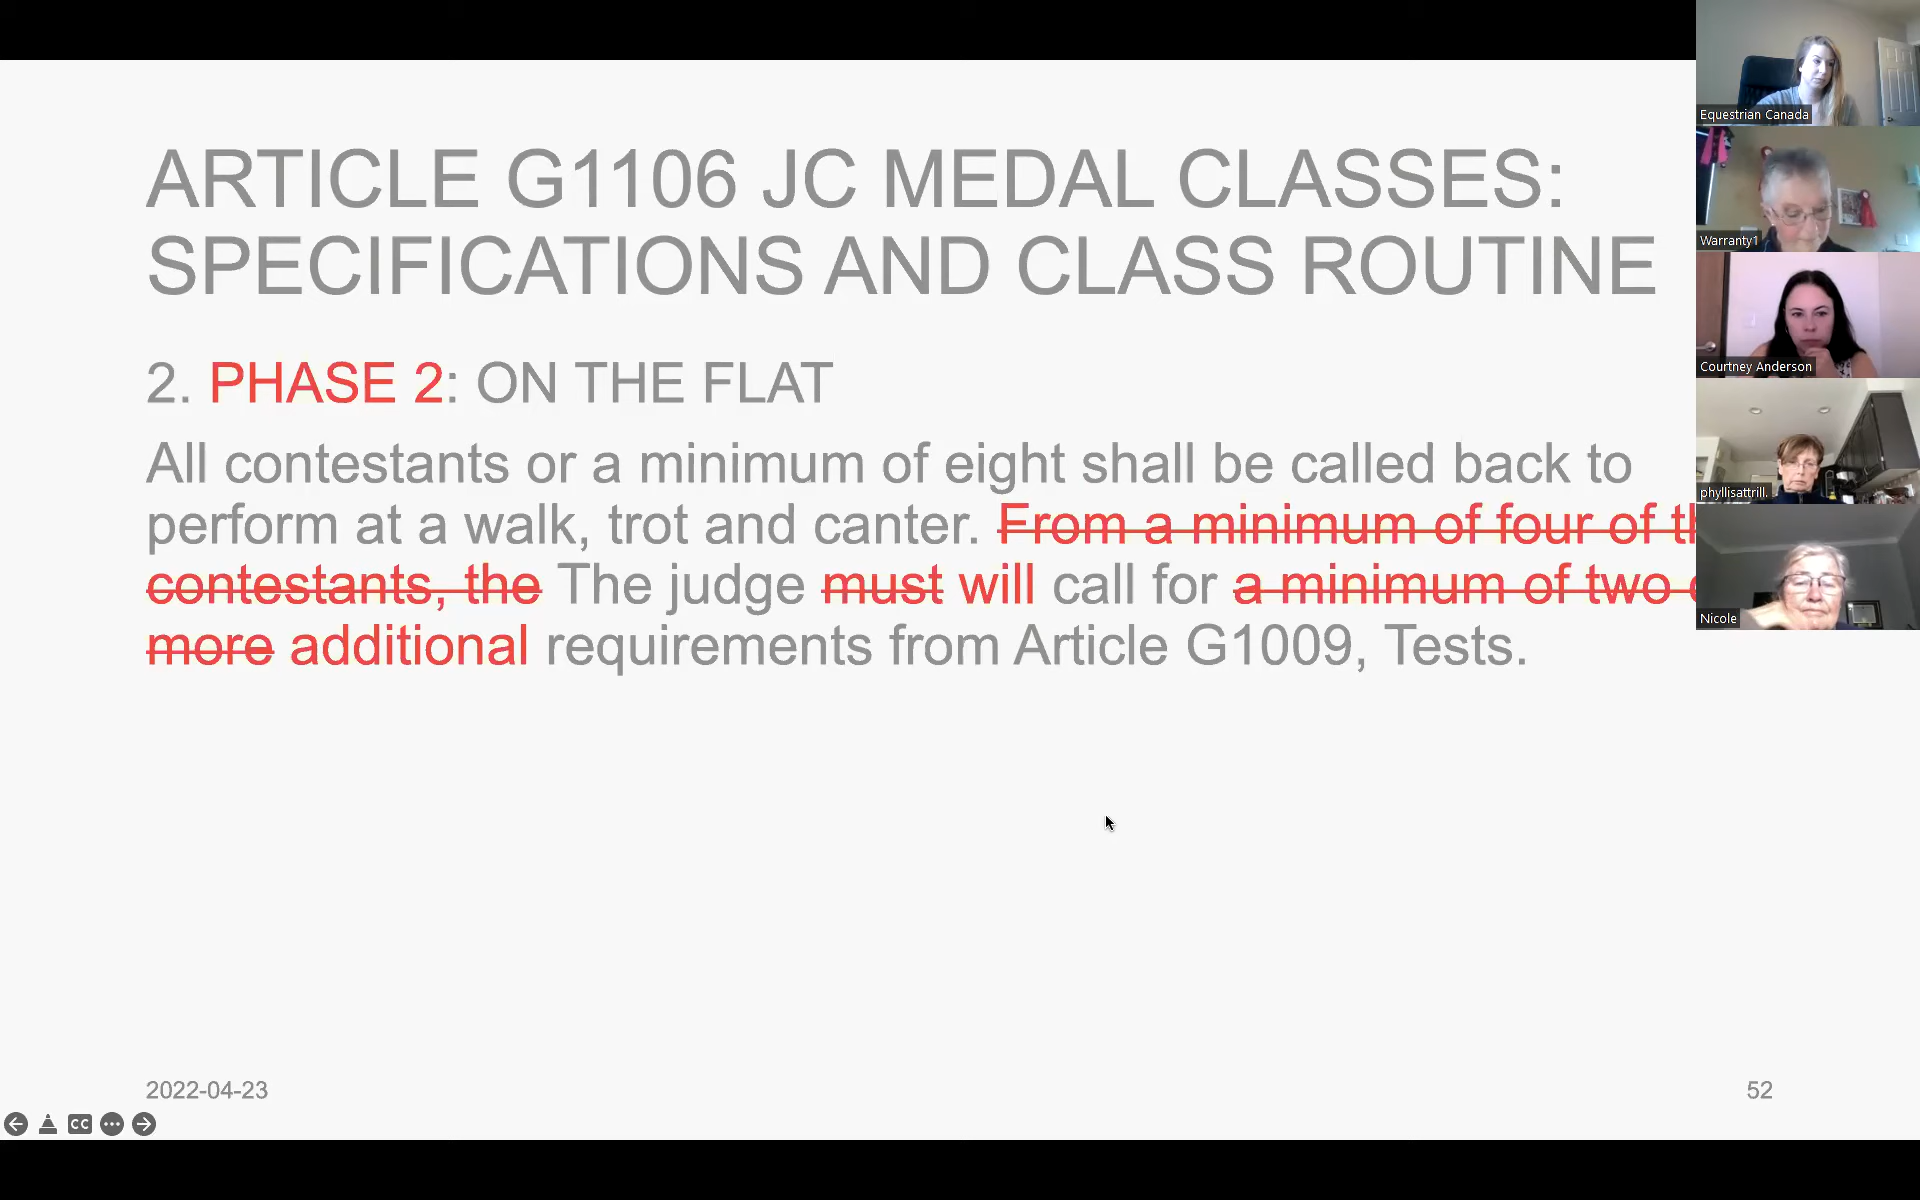 ARTICLE G1106 JC MEDAL CLASSES:
SPECIFICATIONS AND CLASS ROUTINE
2. PHASE 2: ON THE FLAT
All contestants or a minimum of eight shall be called back to
perform at a walk, trot and canter. From a minimum of four of
contestants, the The judge must will call for a minimum of two
more additional requirements from Article G1009, Tests.
2022-04-23
52
CC
Equestrian Canada
Warranty1
Courtney Anderson
phyllisattrill.
Nicole